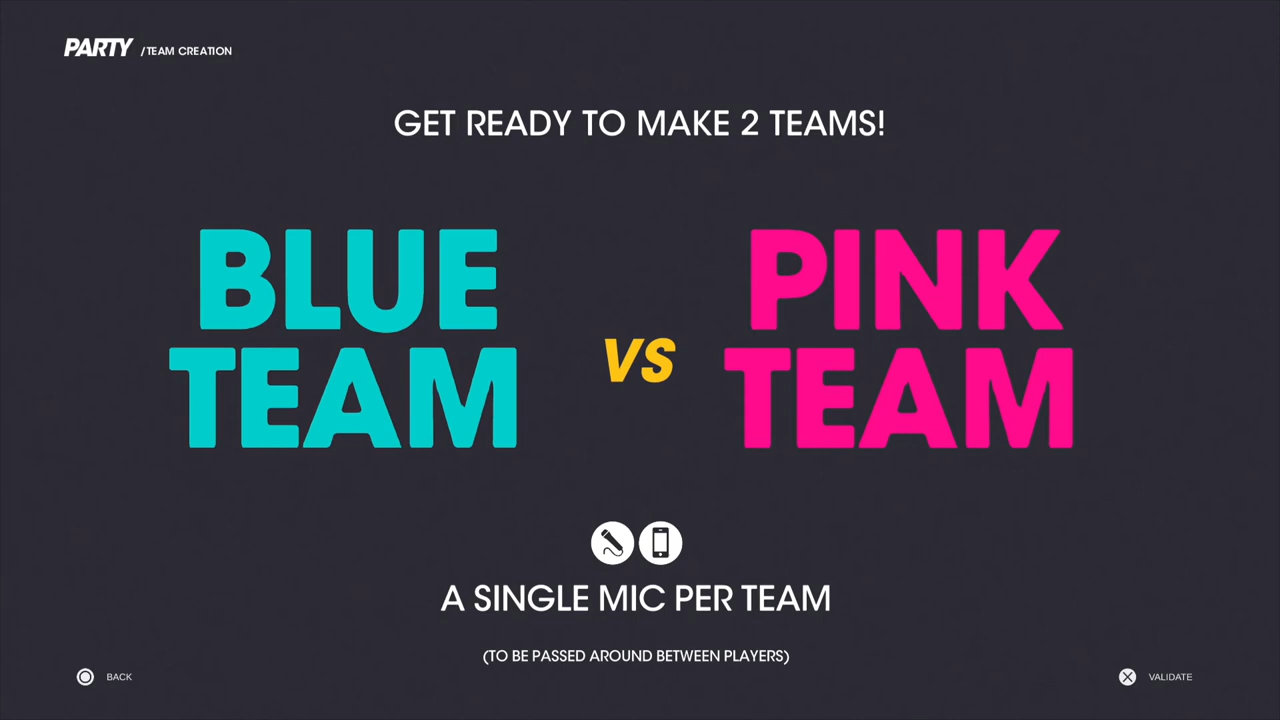 PARTY /TEAM CREATION
GET READY TO MAKE 2 TEAMS!
BLUE
TEAM
VS
PINK
TEAM
A SINGLE MIC PER TEAM
(TO BE PASSED AROUND BETWEEN PLAYERS)
BACK
VALIDATE